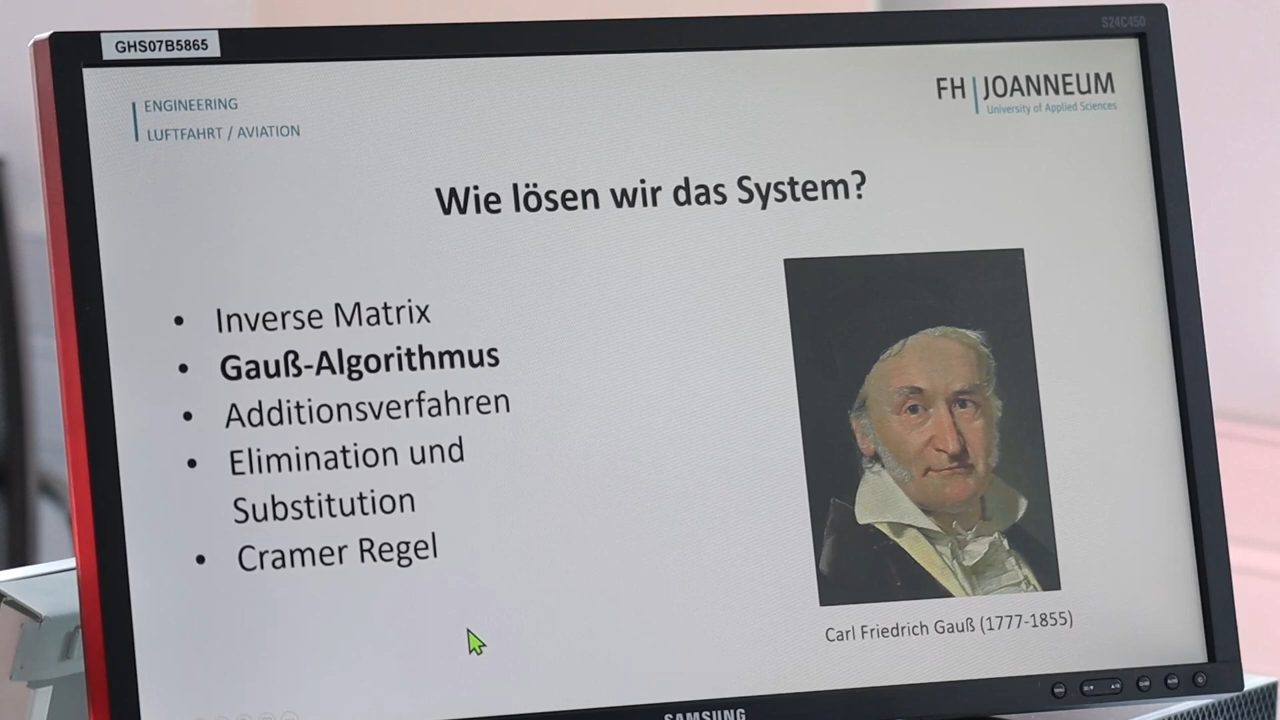 S24C450
GHS07B5865
ENGINEERING
LUFTFAHRT / AVIATION
FH JOANNEUM
University of Applied Sciences
Wie lösen wir das System?
• Inverse Matrix
• Gauß-Algorithmus
• Additionsverfahren
• Elimination und
Substitution
• Cramer Regel
Carl Friedrich Gauß (1777-1855)
SAMSUNG